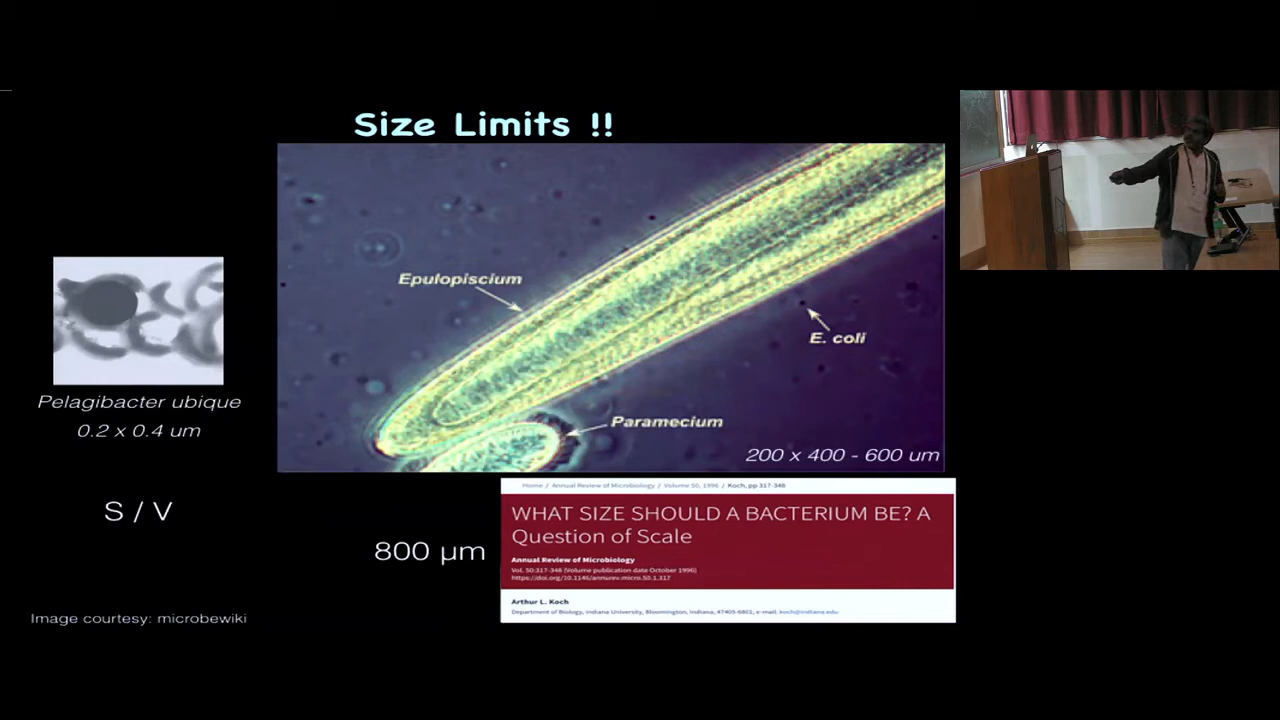 Size Limits !!
Epulopiscium
E. coli
Paramecium
200 x 400 - 600 um
Pelagibacter ubique
0.2 x 0.4 um
S / V
800 µm
Home / Annual Review of Microbiology / Volume 50, 1996 / Koch, pp 317-348
WHAT SIZE SHOULD A BACTERIUM BE? A
Question of Scale
Annual Review of Microbiology
Vol. 50:317-348 (Volume publication date October 1996)
https://doi.org/10.1146/annurev.micro.50.1.317
Arthur L. Koch
Department of Biology, Indiana University, Bloomington, Indiana, 47405-6801, e-mail: koch@indiana.edu
Image courtesy: microbewiki